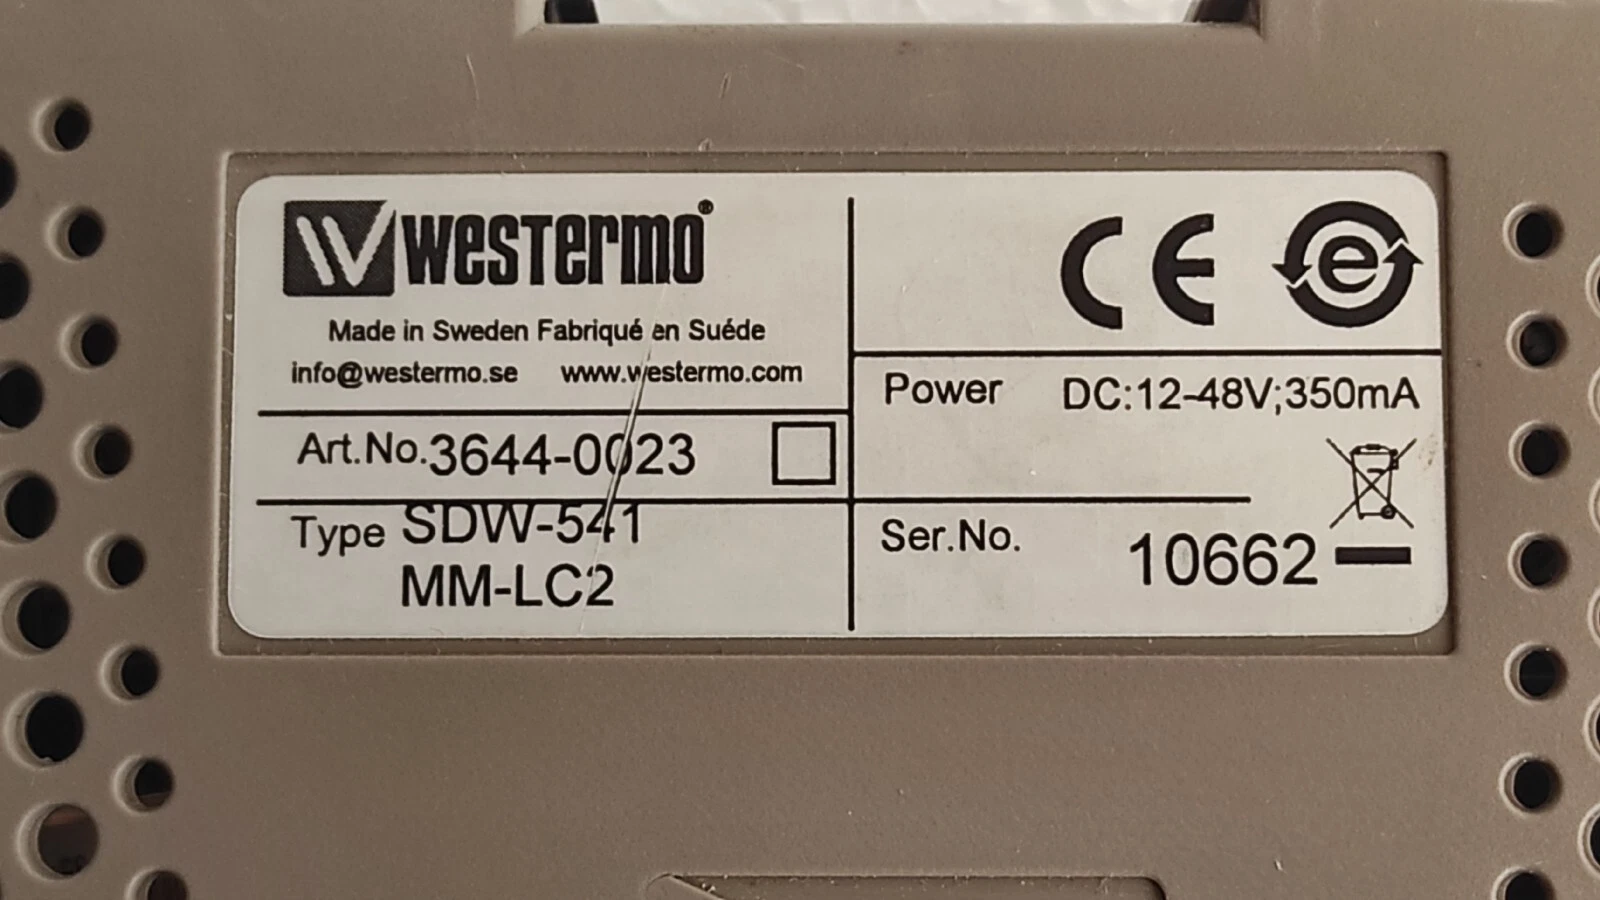 westermo®
Made in Sweden Fabriqué en Suéde
info@westermo.se www.westermo.com
Art.No.3644-0023
Type SDW-541
MM-LC2
CE e
Power DC:12-48V;350mA
Ser.No. 10662